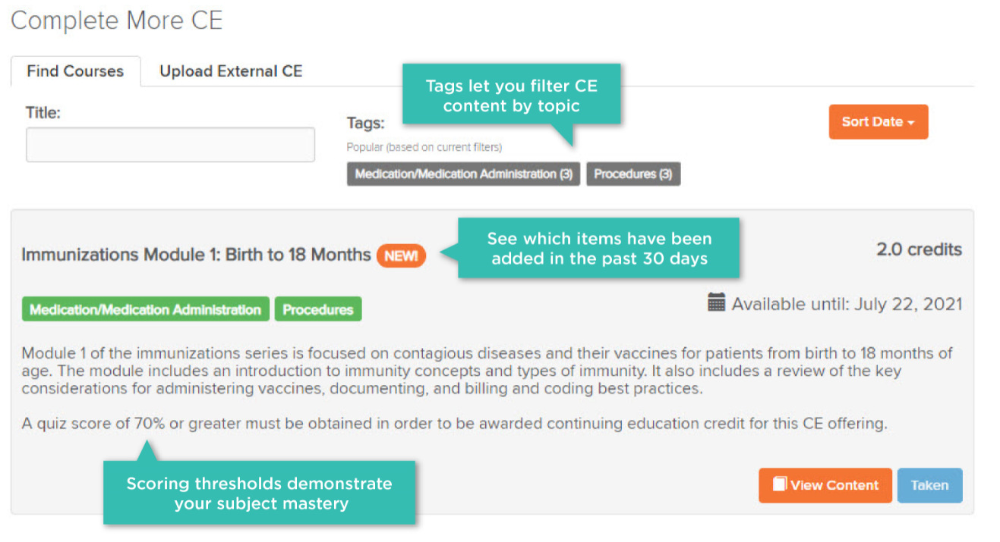 Complete More CE
Find Courses
Upload External CE
Tags let you filter CE
content by topic
Title:
Tags:
Sort Date
Popular (based on current filters)
Medication/Medication Administration (3)
Procedures (3)
Immunizations Module 1: Birth to 18 Months
NEW!
See which items have been
added in the past 30 days
2.0 credits
Medication/Medication Administration
Procedures
Available until: July 22, 2021
Module 1 of the immunizations series is focused on contagious diseases and their vaccines for patients from birth to 18 months of
age. The module includes an introduction to immunity concepts and types of immunity. It also includes a review of the key
considerations for administering vaccines, documenting, and billing and coding best practices.
A quiz score of 70% or greater must be obtained in order to be awarded continuing education credit for this CE offering.
Scoring thresholds demonstrate
your subject mastery
View Content
Taken